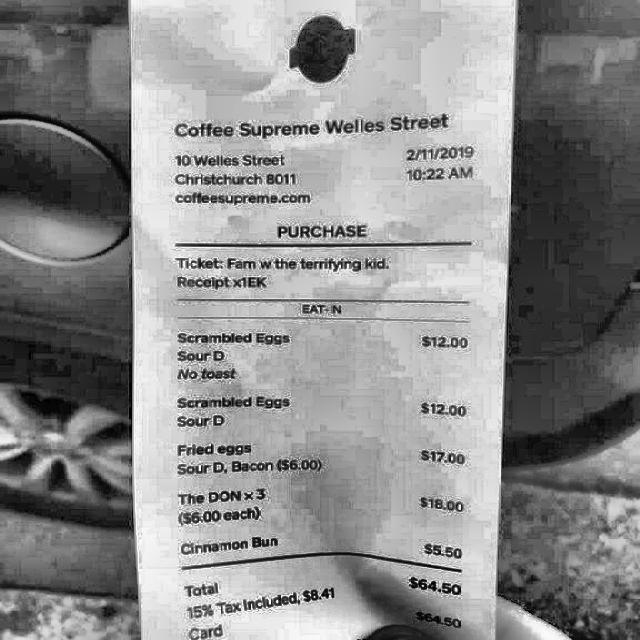 Coffee Supreme Welles Street
10 Welles Street 2/11/2019
Christchurch 8011 10:22 AM
coffeesupreme.com
PURCHASE
Ticket: Fam w the terrifying kid.
Receipt x1EK
EAT-IN
Scrambled Eggs $12.00
Sour D
No toast
Scrambled Eggs $12.00
Sour D
Fried eggs $17.00
Sour D, Bacon ($6.00)
The DON x 3 $18.00
($6.00 each)
Cinnamon Bun $5.50
Total $64.50
15% Tax Included, $8.41
Card $64.50